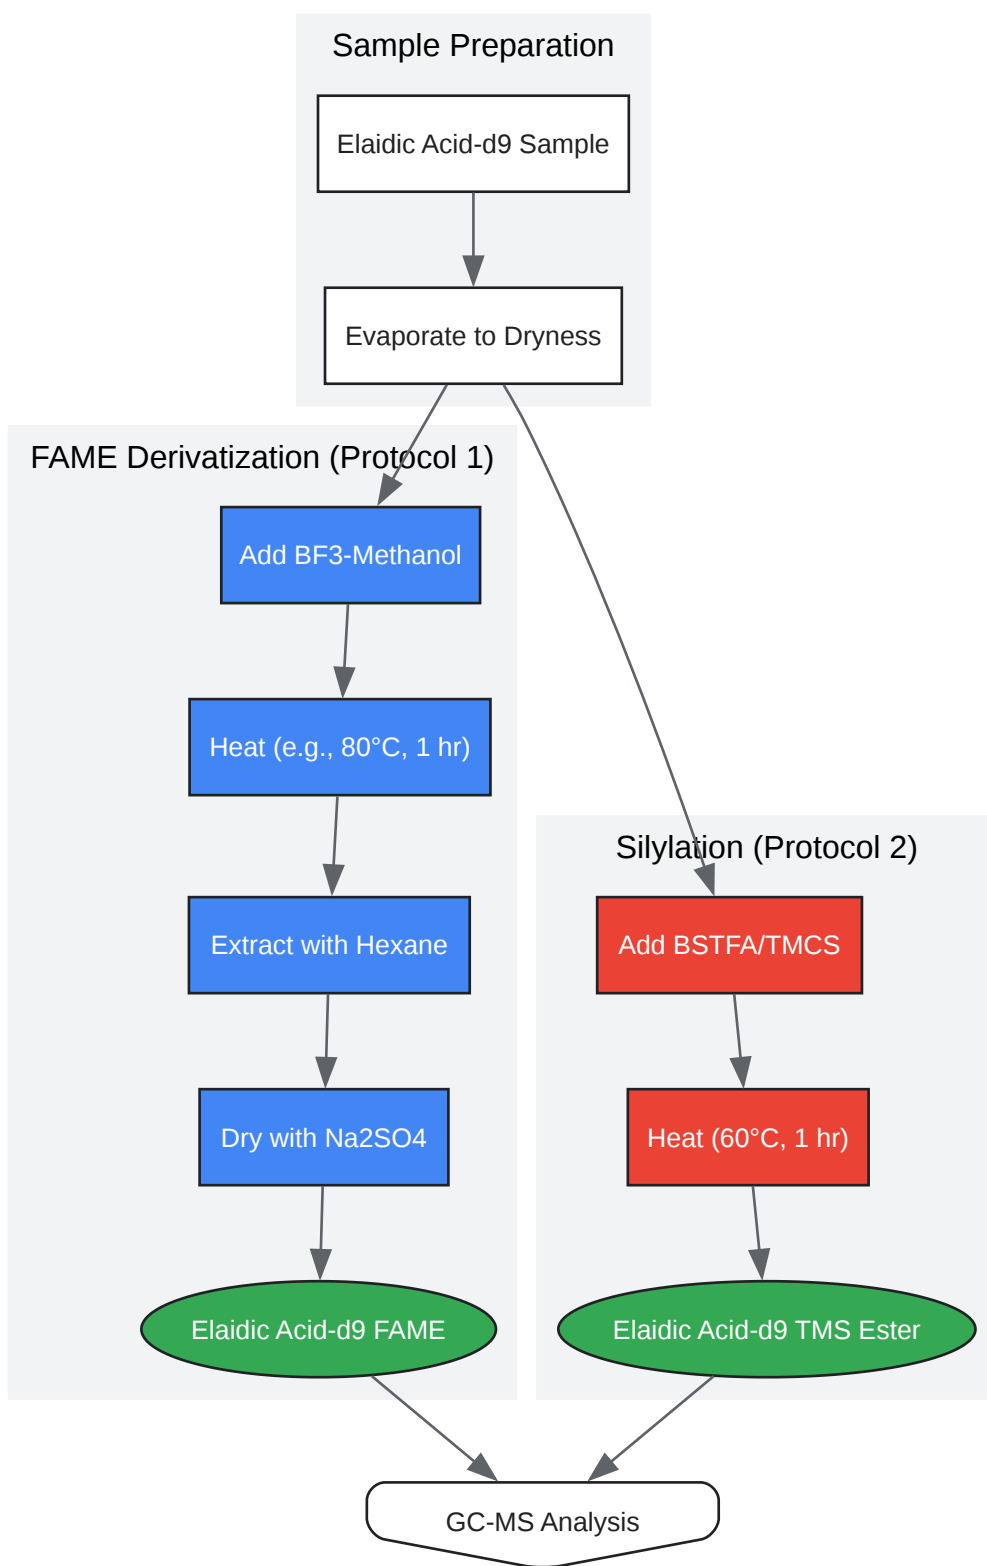 Sample Preparation
Elaidic Acid-d9 Sample
Evaporate to Dryness
FAME Derivatization (Protocol 1)
Add BF3-Methanol
Heat (e.g., 80°C, 1 hr)
Extract with Hexane
Dry with Na2SO4
Elaidic Acid-d9 FAME
Silylation (Protocol 2)
Add BSTFA/TMCS
Heat (60°C, 1 hr)
Elaidic Acid-d9 TMS Ester
GC-MS Analysis